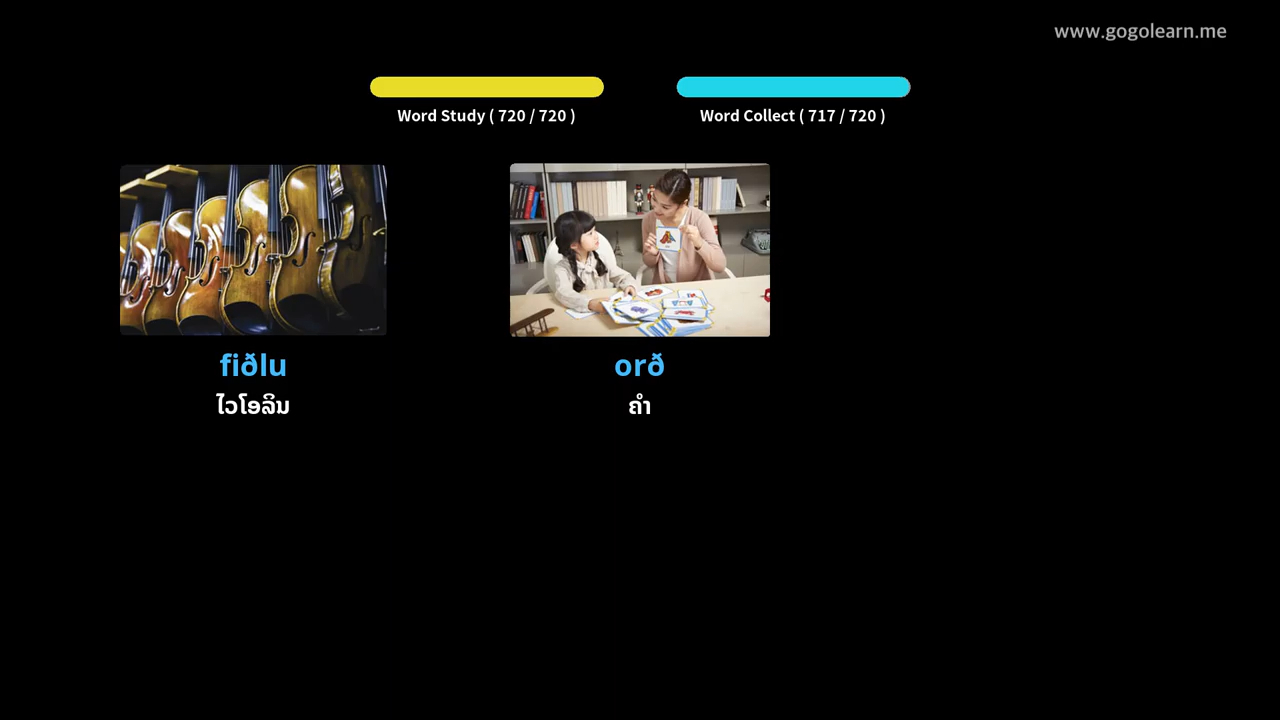 www.gogolearn.me
Word Study ( 720 / 720 )
Word Collect ( 717 / 720 )
fiðlu
ໄວໂອລິນ
orð
ຄຳ